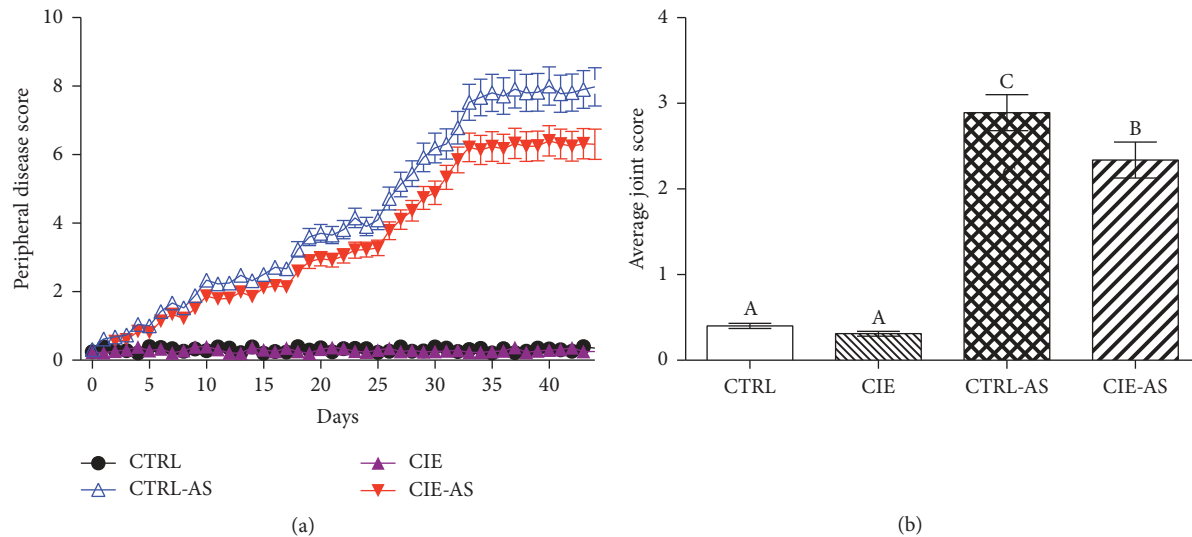 10
8
6
4
2
0
Peripheral disease score
0 5 10 15 20 25 30 35 40
Days
CTRL
CTRL-AS
CIE
CIE-AS
(a)
4
3
2
1
0
Average joint score
A
A
C
B
CTRL CIE CTRL-AS CIE-AS
(b)